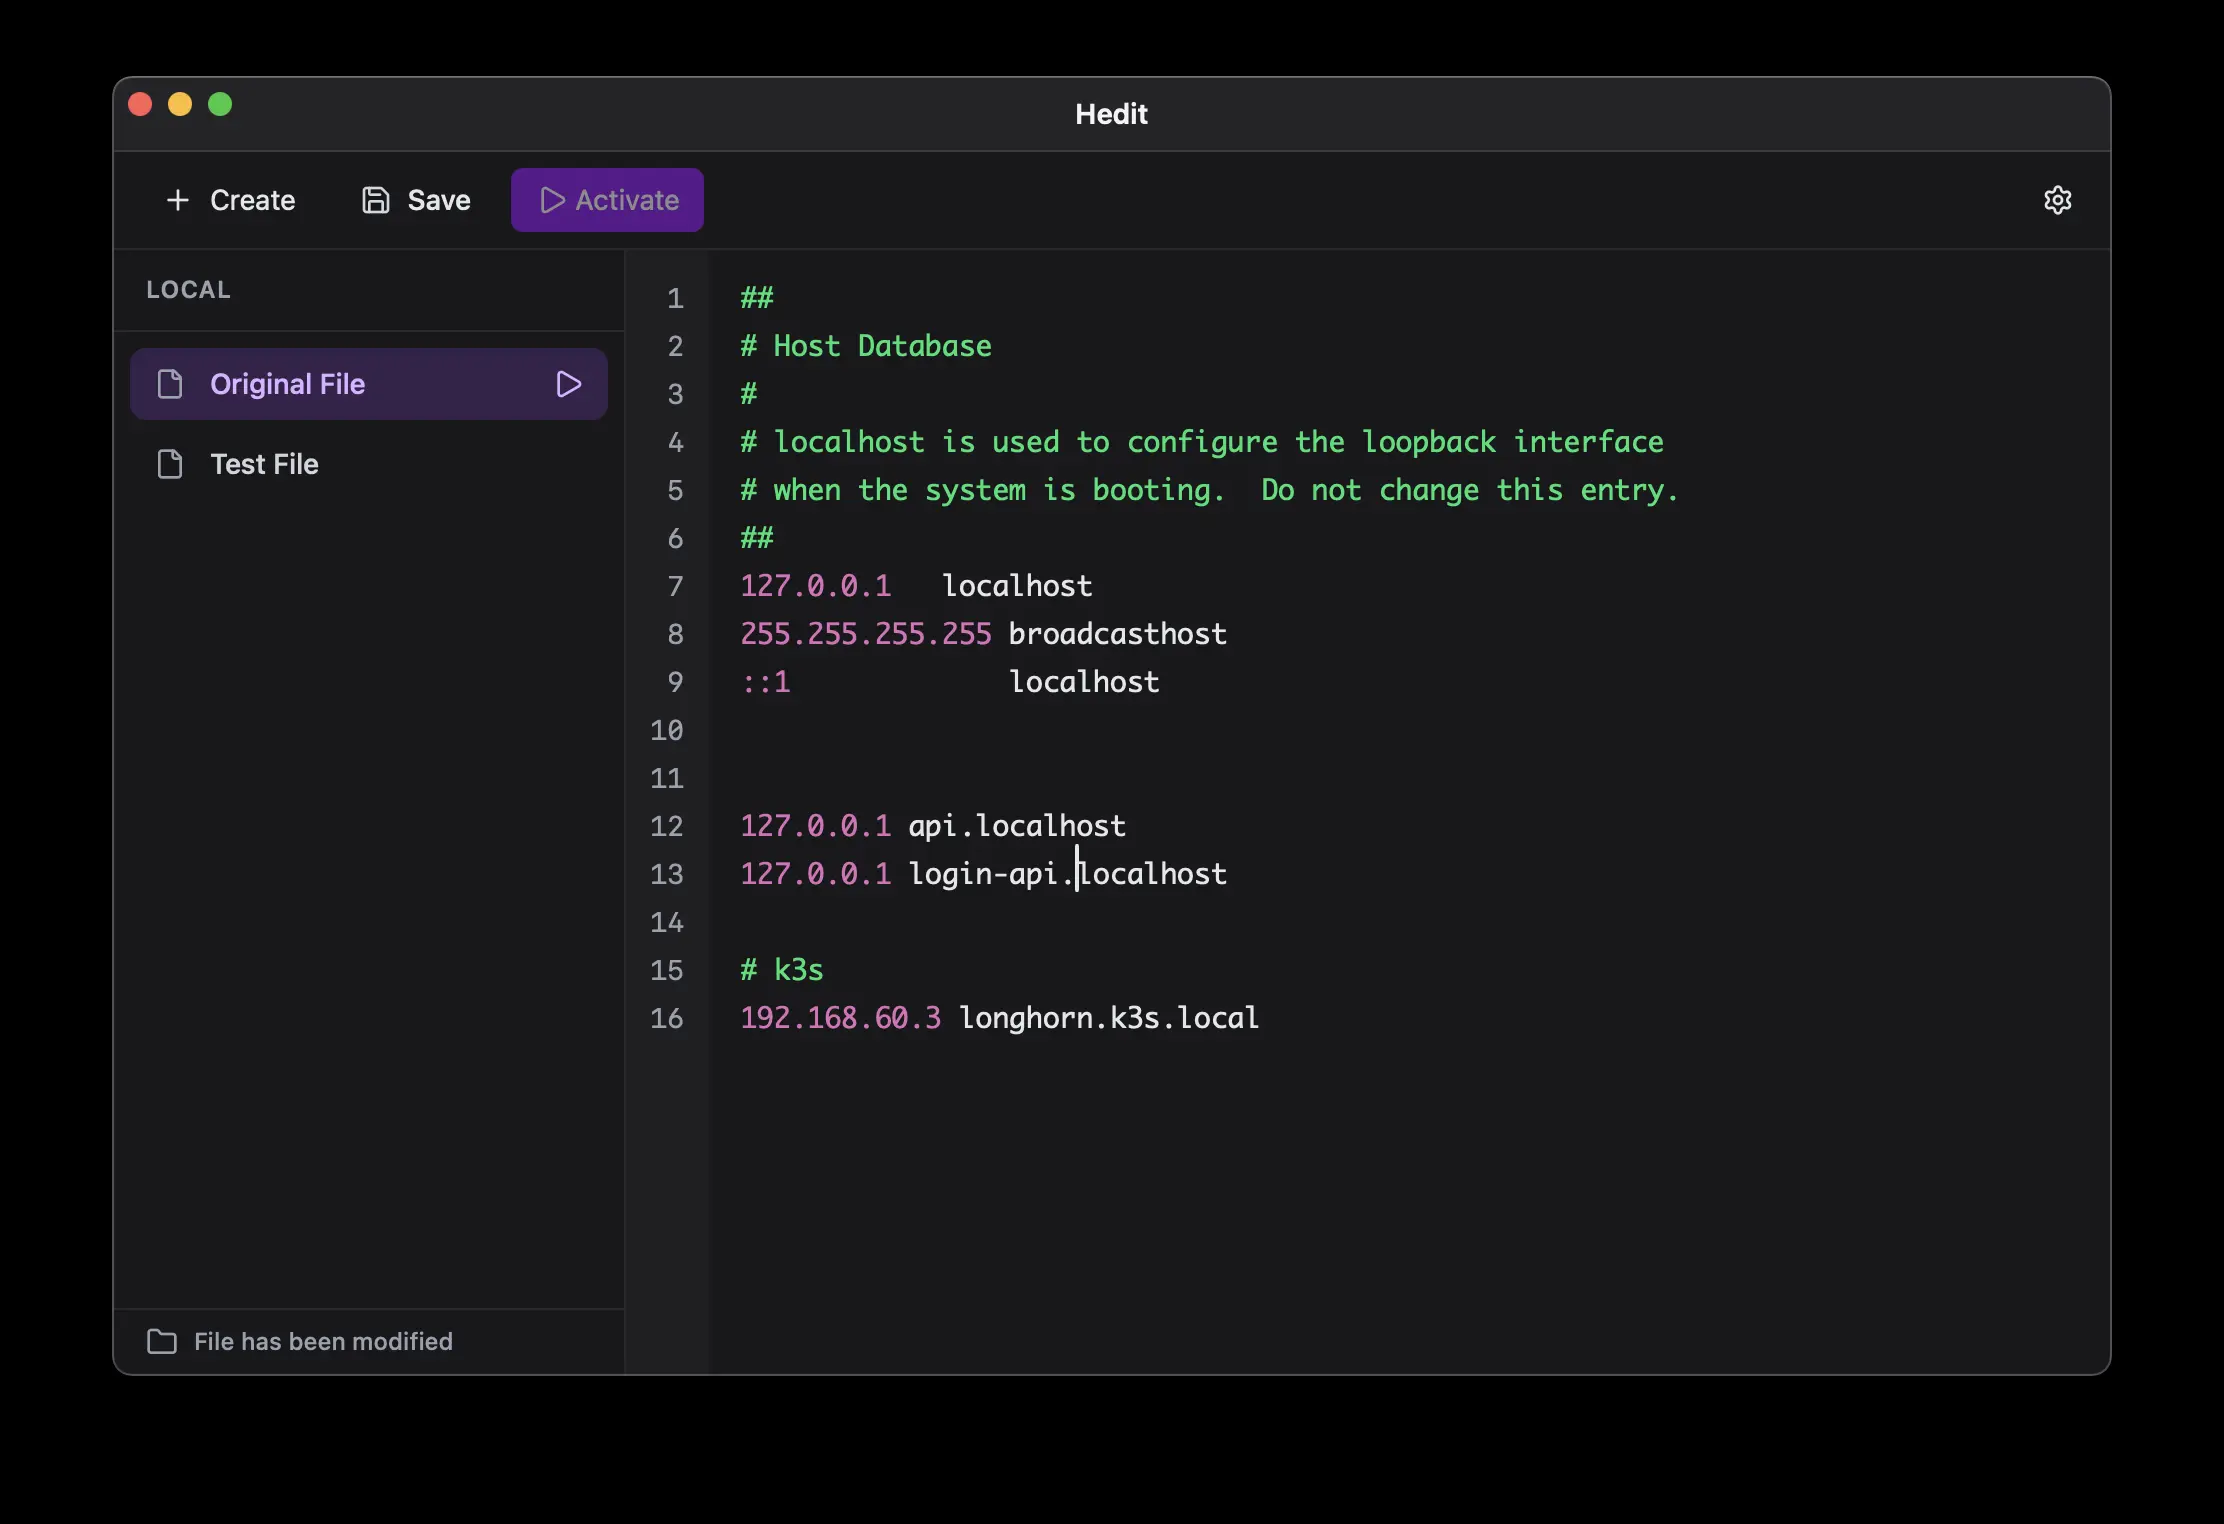 Hedit
Create Save Activate
LOCAL
Original File
Test File
1 ##
2 # Host Database
3 #
4 # localhost is used to configure the loopback interface
5 # when the system is booting.  Do not change this entry.
6 ##
7 127.0.0.1   localhost
8 255.255.255.255 broadcasthost
9 ::1             localhost
10
11
12 127.0.0.1 api.localhost
13 127.0.0.1 login-api.localhost
14
15 # k3s
16 192.168.60.3 longhorn.k3s.local
File has been modified